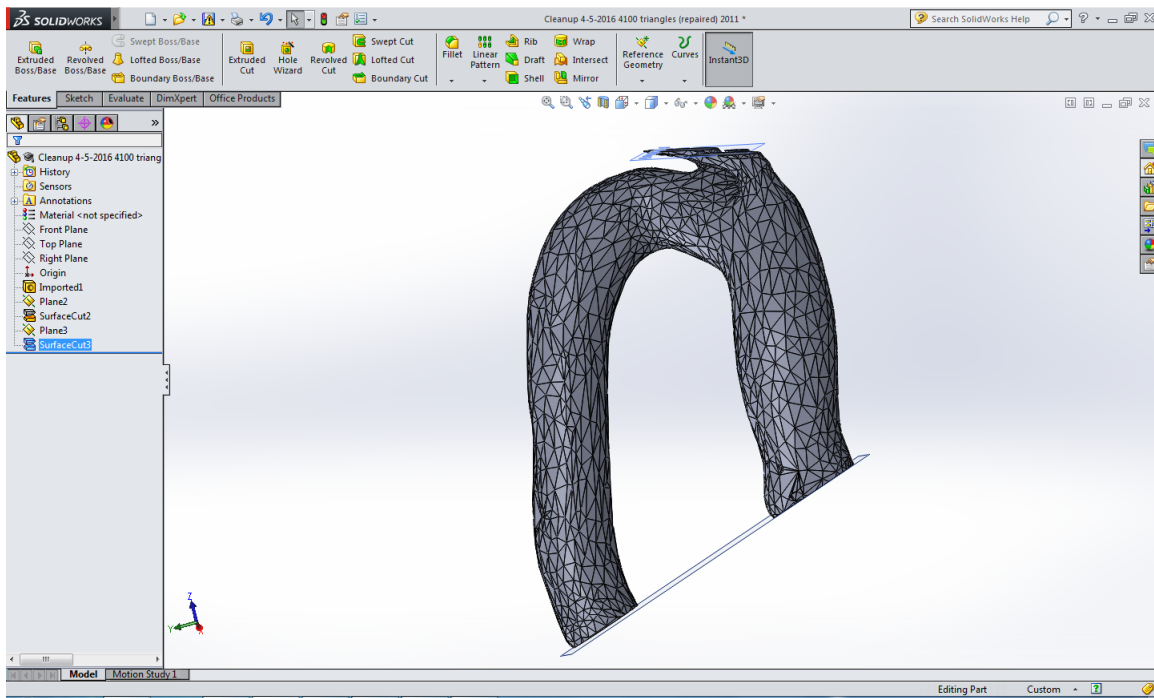 SOLIDWORKS
Cleanup 4-5-2016 4100 triangles (repaired) 2011 *
Search SolidWorks Help
Extruded Boss/Base
Revolved Boss/Base
Swept Boss/Base
Lofted Boss/Base
Boundary Boss/Base
Extruded Cut
Hole Wizard
Revolved Cut
Swept Cut
Lofted Cut
Boundary Cut
Fillet
Linear Pattern
Rib
Draft
Shell
Wrap
Intersect
Mirror
Reference Geometry
Curves
Instant3D
Features
Sketch
Evaluate
DimXpert
Office Products
Cleanup 4-5-2016 4100 triang
History
Sensors
Annotations
Material <not specified>
Front Plane
Top Plane
Right Plane
Origin
Imported1
Plane2
SurfaceCut2
Plane3
SurfaceCut3
Z
Y
X
Model
Motion Study 1
Editing Part
Custom